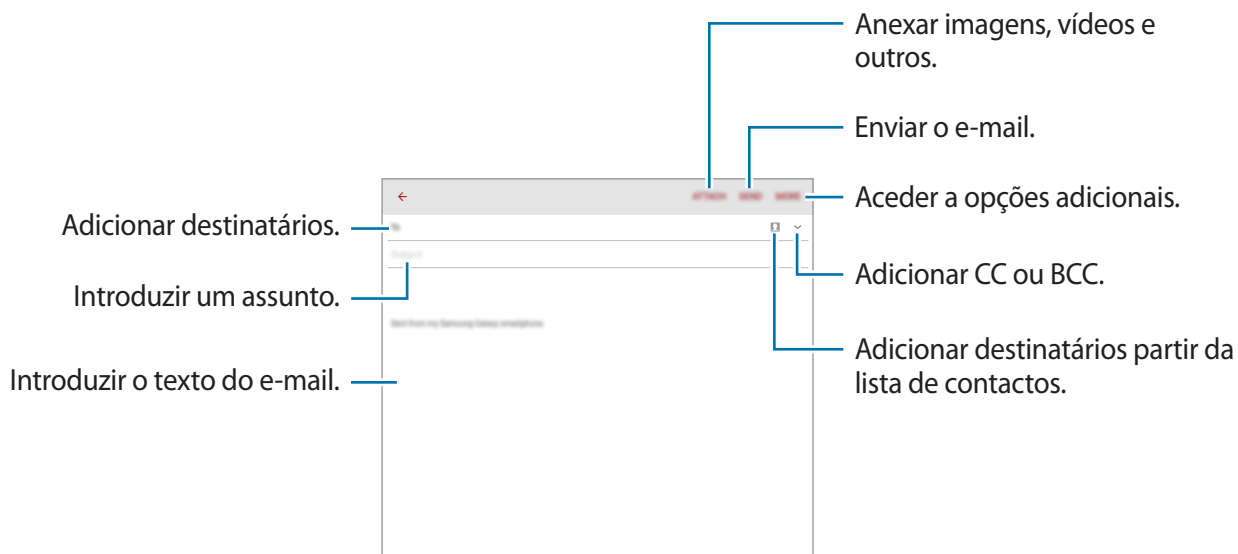 Anexar imagens, vídeos e
outros.
Enviar o e-mail.
ATTACH SEND MORE
Aceder a opções adicionais.
Adicionar destinatários.
To
Adicionar CC ou BCC.
Subject
Introduzir um assunto.
Sent from my Samsung Galaxy smartphone
Adicionar destinatários partir da
lista de contactos.
Introduzir o texto do e-mail.